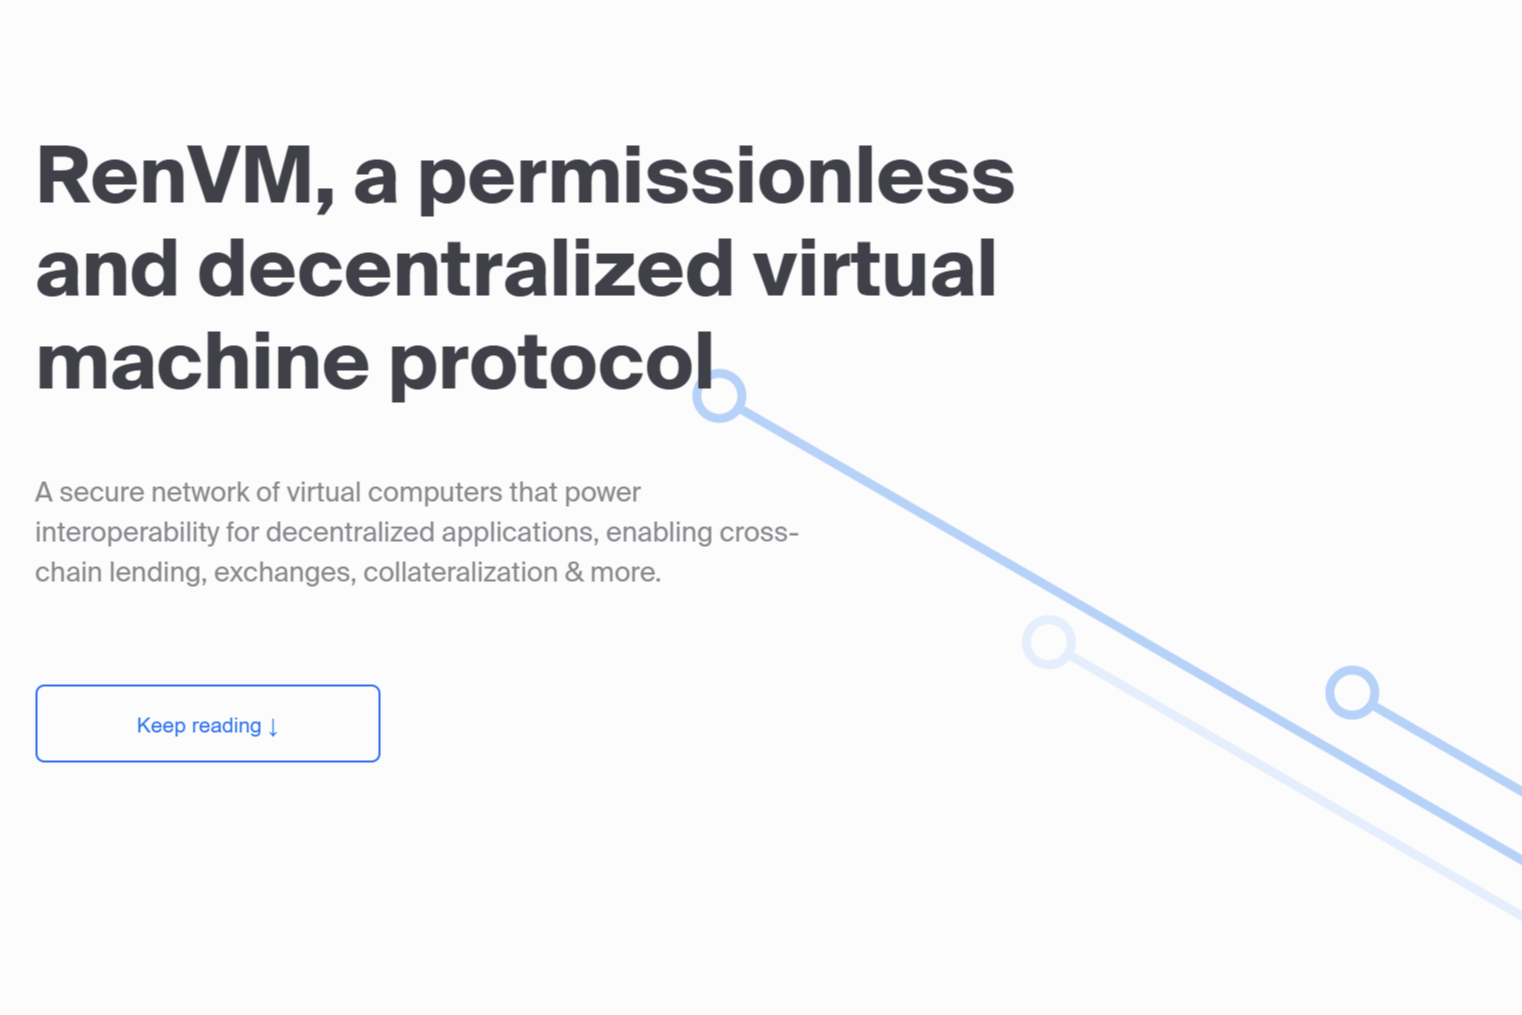 RenVM, a permissionless
and decentralized virtual
machine protocol
A secure network of virtual computers that power
interoperability for decentralized applications, enabling cross-
chain lending, exchanges, collateralization & more.
Keep reading ↓